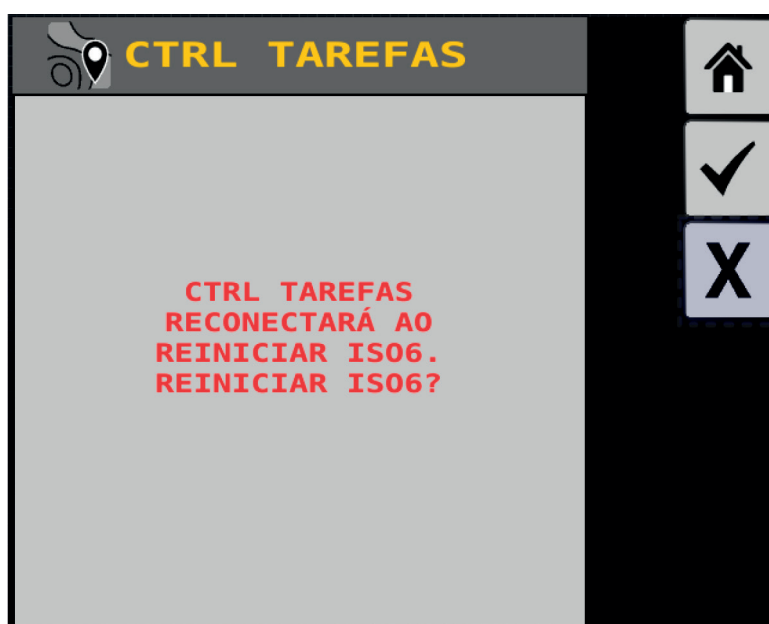 CTRL TAREFAS
CTRL TAREFAS
RECONECTARÁ AO
REINICIAR ISO6.
REINICIAR ISO6?
X